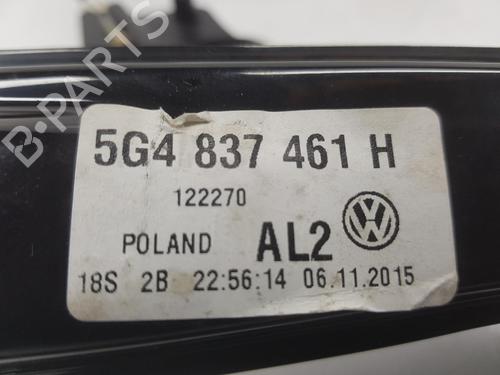 5G4 837 461 H
122270
POLAND AL2
18S 2B 22:56:14 06.11.2015
B-PARTS